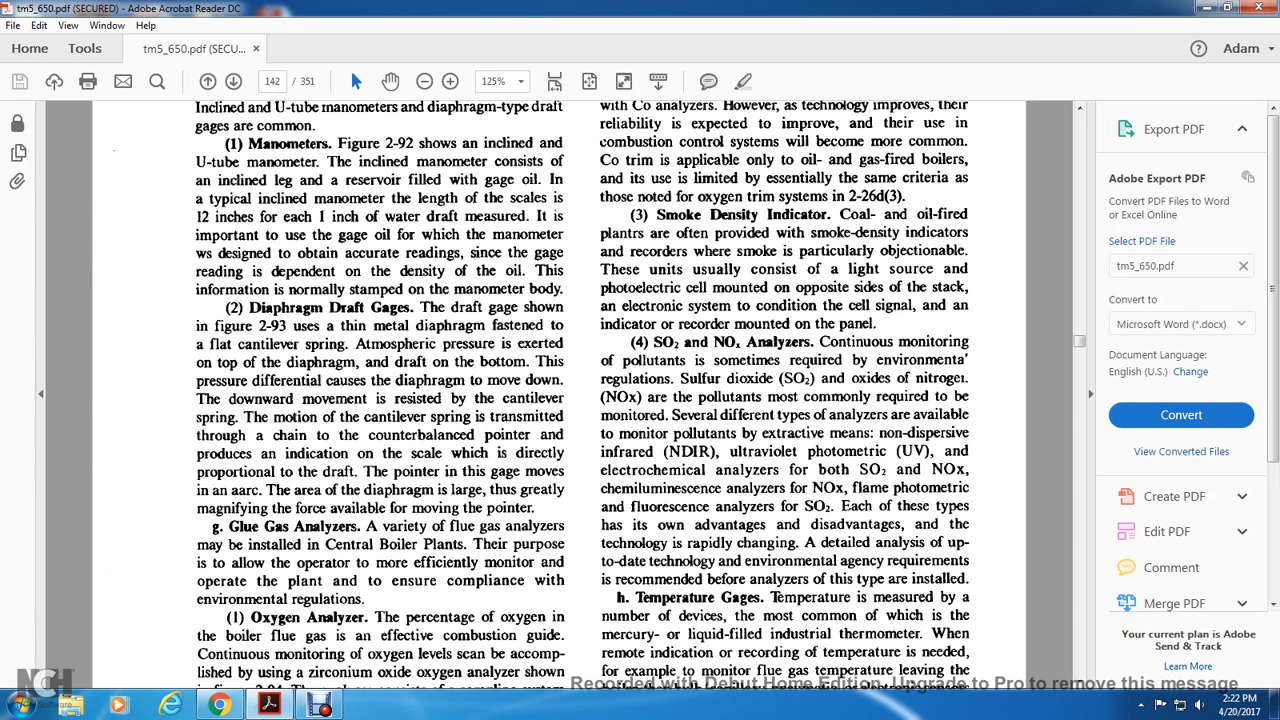 tm5_650.pdf (SECURED) - Adobe Acrobat Reader DC
File Edit View Window Help
Home Tools tm5_650.pdf (SECU... × Adam
142 / 351 125%
Inclined and U-tube manometers and diaphragm-type draft
gages are common.
(1) Manometers. Figure 2-92 shows an inclined and
U-tube manometer. The inclined manometer consists of
an inclined leg and a reservoir filled with gage oil. In
a typical inclined manometer the length of the scales is
12 inches for each 1 inch of water draft measured. It is
important to use the gage oil for which the manometer
ws designed to obtain accurate readings, since the gage
reading is dependent on the density of the oil. This
information is normally stamped on the manometer body.
(2) Diaphragm Draft Gages. The draft gage shown
in figure 2-93 uses a thin metal diaphragm fastened to
a flat cantilever spring. Atmospheric pressure is exerted
on top of the diaphragm, and draft on the bottom. This
pressure differential causes the diaphragm to move down.
The downward movement is resisted by the cantilever
spring. The motion of the cantilever spring is transmitted
through a chain to the counterbalanced pointer and
produces an indication on the scale which is directly
proportional to the draft. The pointer in this gage moves
in an aarc. The area of the diaphragm is large, thus greatly
magnifying the force available for moving the pointer.
g. Glue Gas Analyzers. A variety of flue gas analyzers
may be installed in Central Boiler Plants. Their purpose
is to allow the operator to more efficiently monitor and
operate the plant and to ensure compliance with
environmental regulations.
(1) Oxygen Analyzer. The percentage of oxygen in
the boiler flue gas is an effective combustion guide.
Continuous monitoring of oxygen levels scan be accomp-
lished by using a zirconium oxide oxygen analyzer shown
with Co analyzers. However, as technology improves, their
reliability is expected to improve, and their use in
combustion control systems will become more common.
Co trim is applicable only to oil- and gas-fired boilers,
and its use is limited by essentially the same criteria as
those noted for oxygen trim systems in 2-26d(3).
(3) Smoke Density Indicator. Coal- and oil-fired
plantrs are often provided with smoke-density indicators
and recorders where smoke is particularly objectionable.
These units usually consist of a light source and
photoelectric cell mounted on opposite sides of the stack,
an electronic system to condition the cell signal, and an
indicator or recorder mounted on the panel.
(4) SO₂ and NOₓ Analyzers. Continuous monitoring
of pollutants is sometimes required by environmenta'
regulations. Sulfur dioxide (SO₂) and oxides of nitrogen.
(NOx) are the pollutants most commonly required to be
monitored. Several different types of analyzers are available
to monitor pollutants by extractive means: non-dispersive
infrared (NDIR), ultraviolet photometric (UV), and
electrochemical analyzers for both SO₂ and NOx,
chemiluminescence analyzers for NOx, flame photometric
and fluorescence analyzers for SO₂. Each of these types
has its own advantages and disadvantages, and the
technology is rapidly changing. A detailed analysis of up-
to-date technology and environmental agency requirements
is recommended before analyzers of this type are installed.
h. Temperature Gages. Temperature is measured by a
number of devices, the most common of which is the
mercury- or liquid-filled industrial thermometer. When
remote indication or recording of temperature is needed,
for example to monitor flue gas temperature leaving the
Export PDF
Adobe Export PDF
Convert PDF Files to Word
or Excel Online
Select PDF File
tm5_650.pdf
Convert to
Microsoft Word (*.docx)
Document Language:
English (U.S.) Change
Convert
View Converted Files
Create PDF
Edit PDF
Comment
Merge PDF
Your current plan is Adobe
Send & Track
Learn More
Recorded with Debut Home Edition. Upgrade to Pro to remove this message
NCH
Software
2:22 PM
4/20/2017